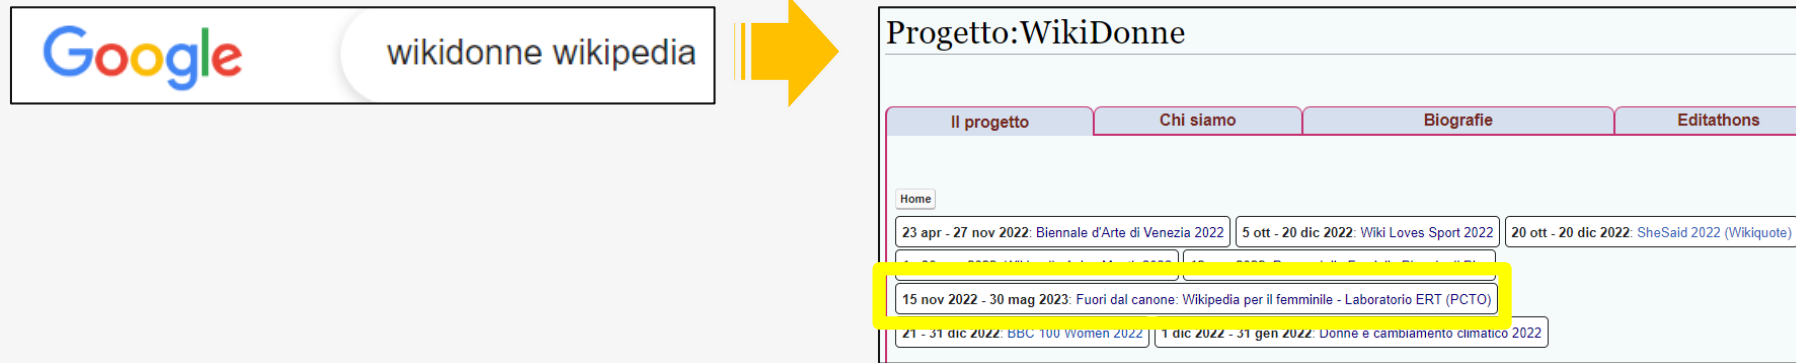 Google
wikidonne wikipedia
Progetto:WikiDonne
Il progetto
Chi siamo
Biografie
Editathons
Home
23 apr - 27 nov 2022: Biennale d'Arte di Venezia 2022
5 ott - 20 dic 2022: Wiki Loves Sport 2022
20 ott - 20 dic 2022: SheSaid 2022 (Wikiquote)
15 nov 2022 - 30 mag 2023: Fuori dal canone: Wikipedia per il femminile - Laboratorio ERT (PCTO)
21 - 31 dic 2022: BBC 100 Women 2022
1 dic 2022 - 31 gen 2022: Donne e cambiamento climatico 2022